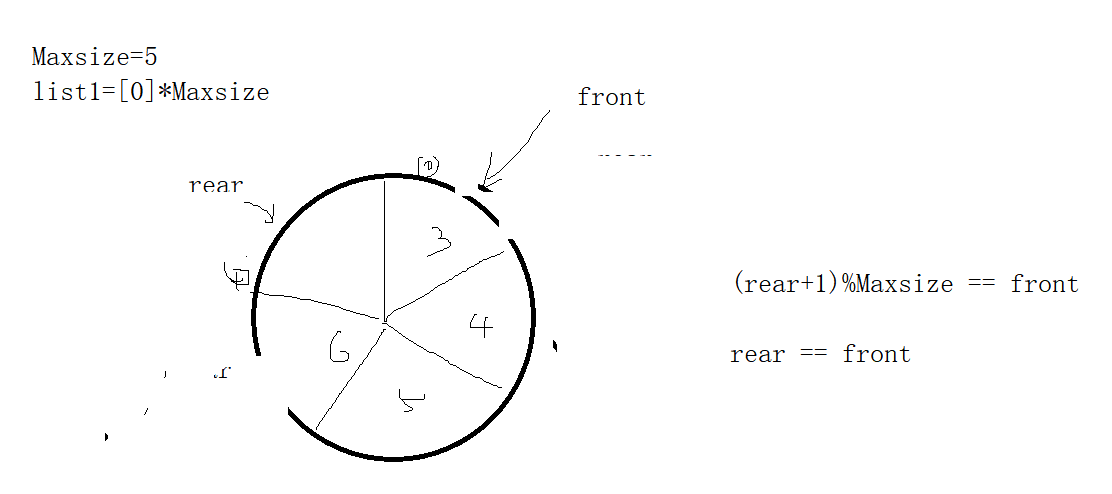 Maxsize=5
list1=[0]*Maxsize
front
rear
3
4
5
6
(rear+1)%Maxsize == front
rear == front